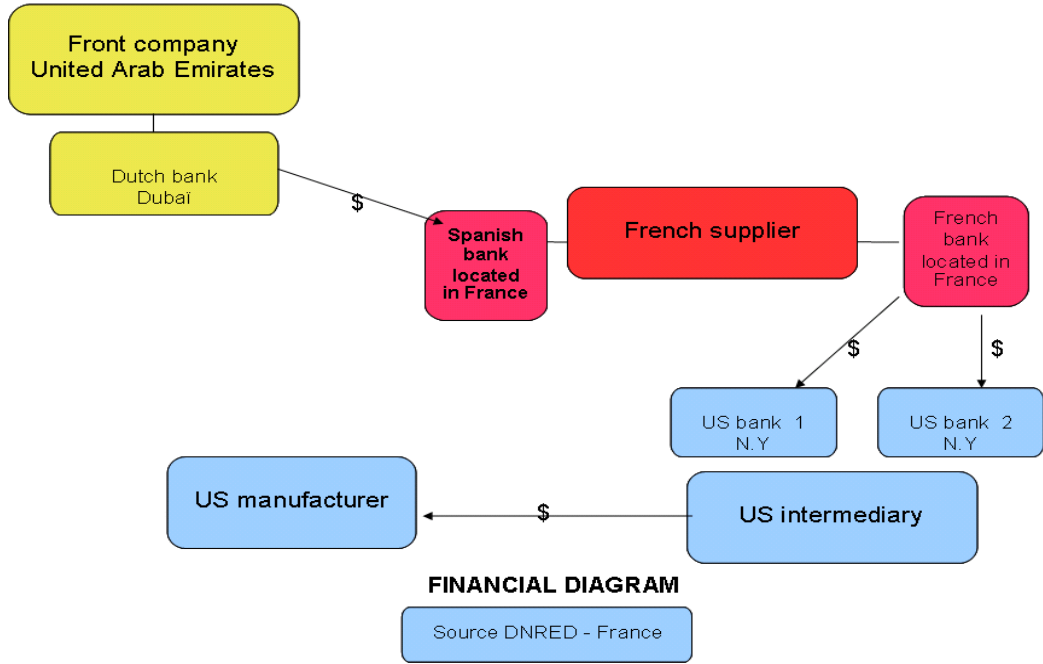 Front company
United Arab Emirates
Dutch bank
Dubaï
$
Spanish
bank
located
in France
French supplier
French
bank
located in
France
$
$
US bank 1
N.Y
US bank 2
N.Y
US manufacturer
$
US intermediary
FINANCIAL DIAGRAM
Source DNRED - France